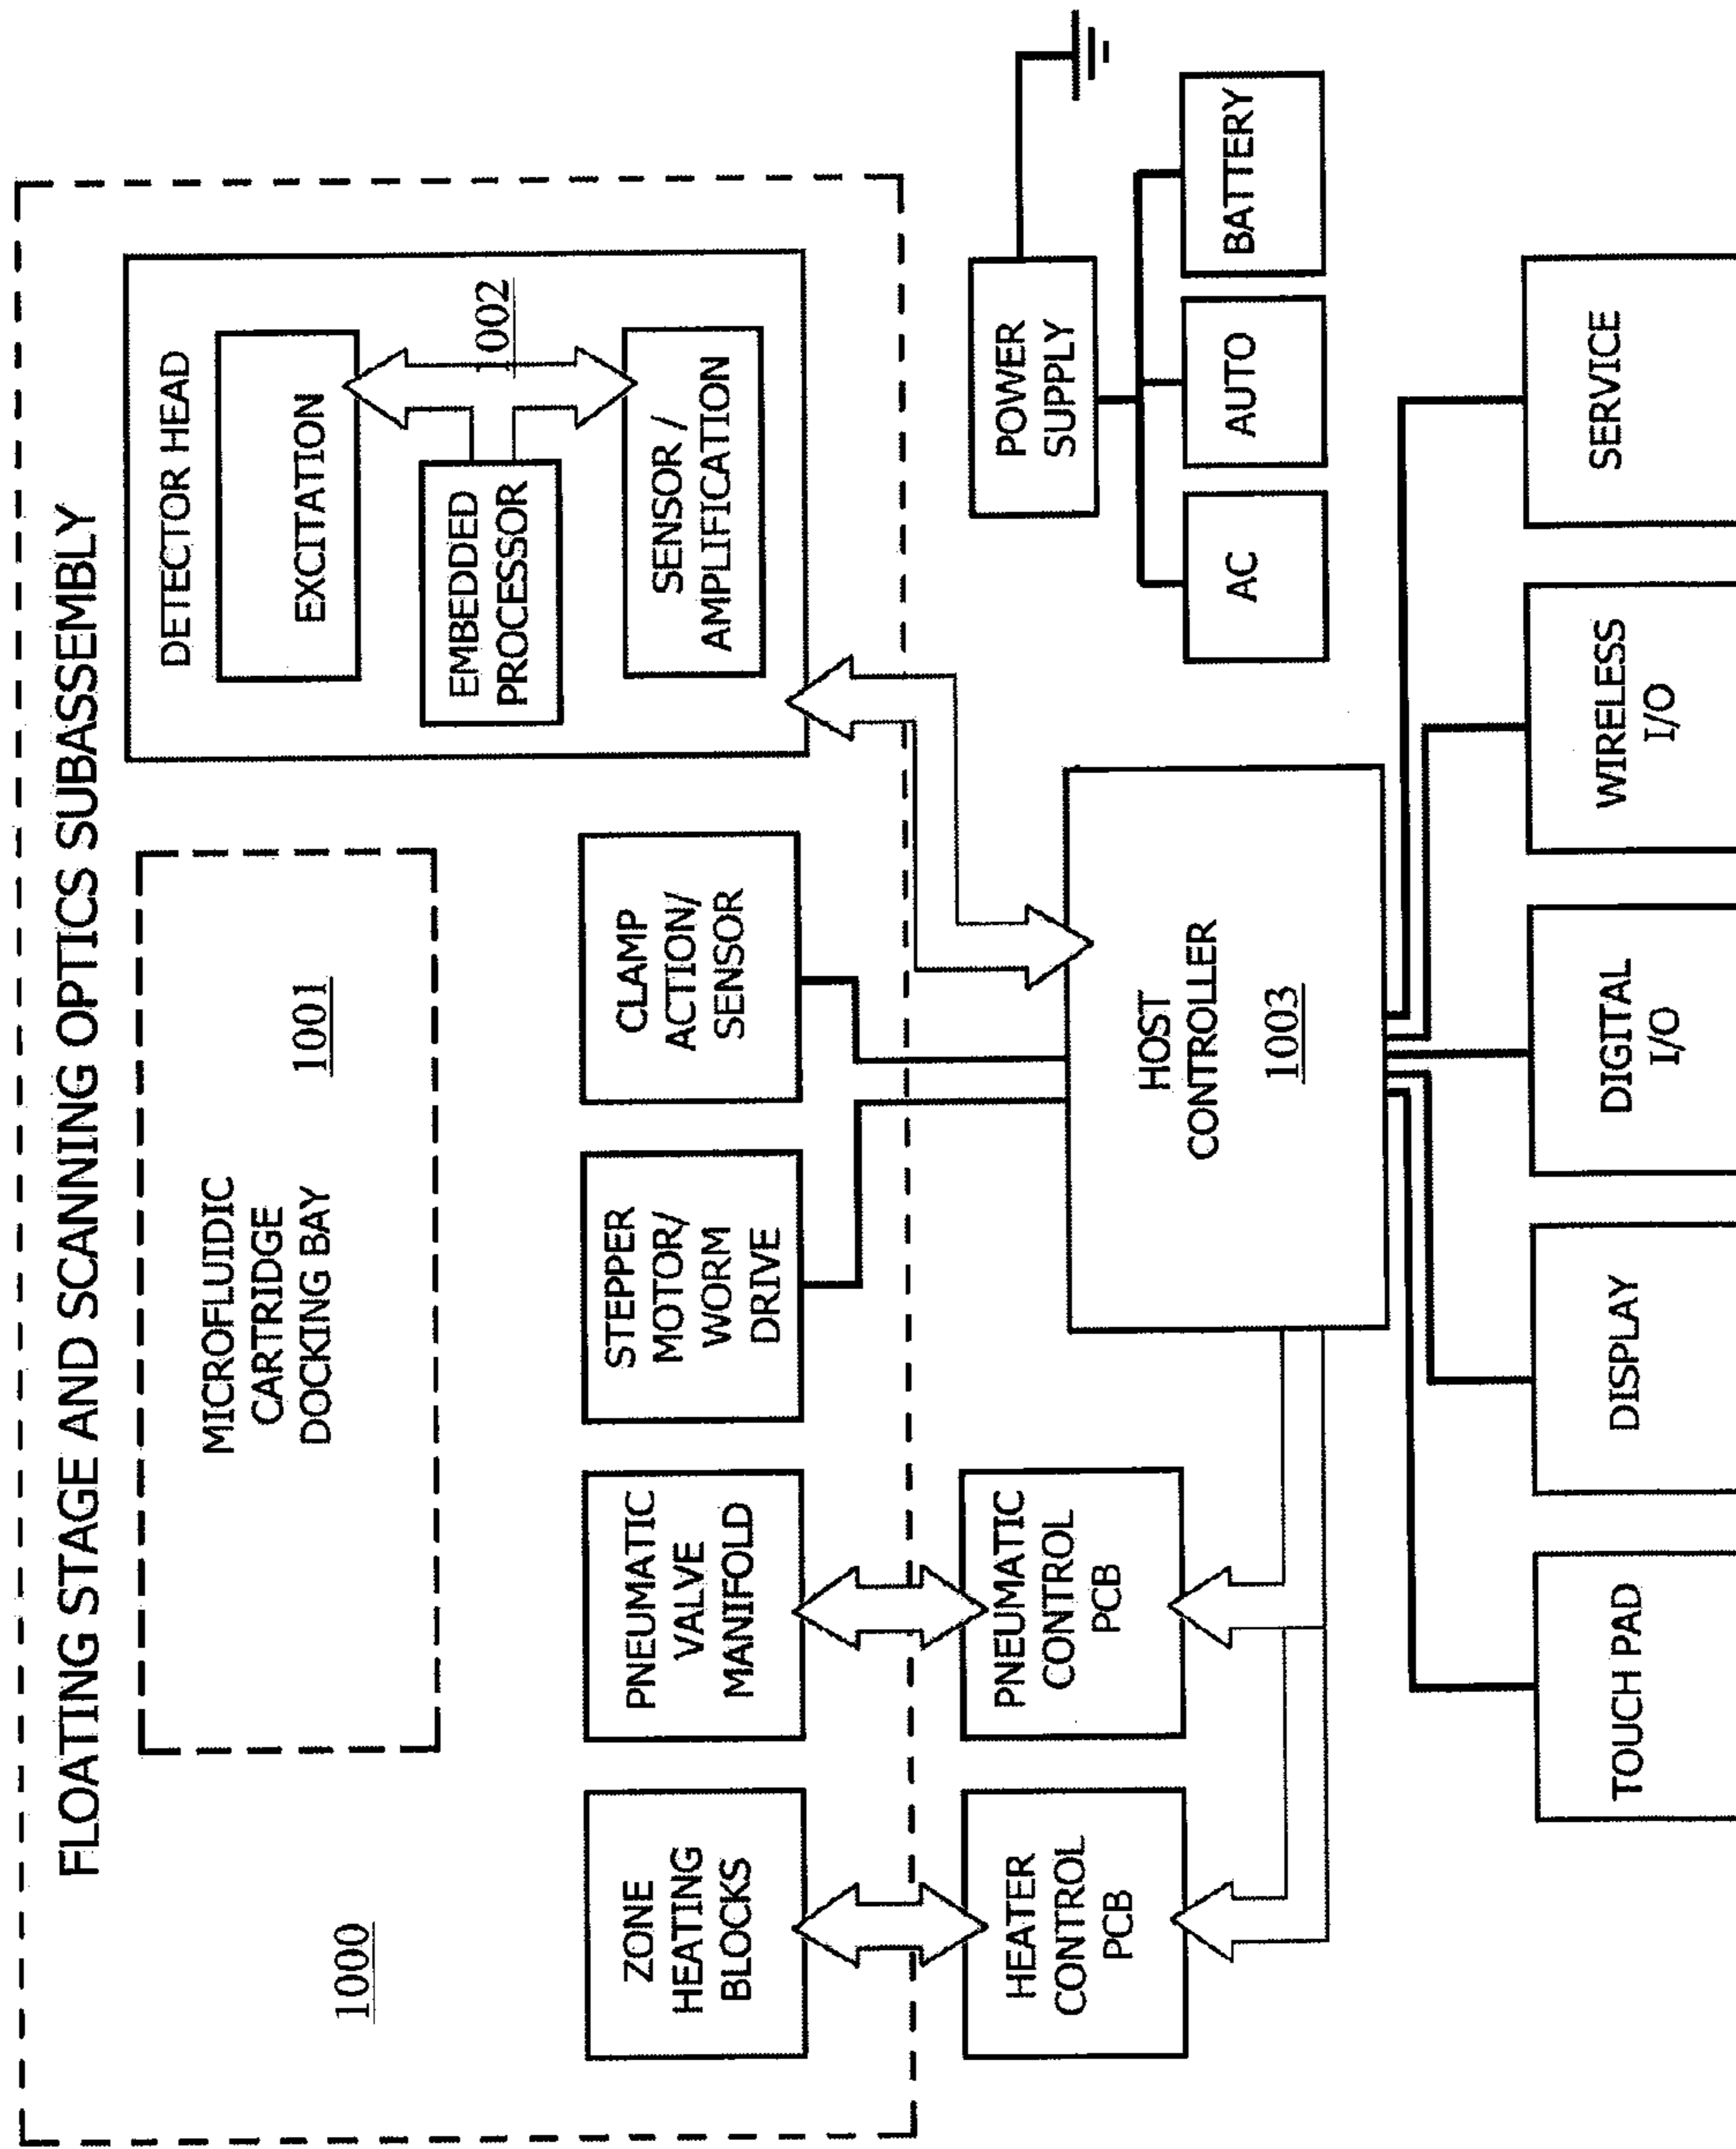 FLOATING STAGE AND SCANNING OPTICS SUBASSEMBLY
1000
MICROFLUIDIC
CARTRIDGE
DOCKING BAY
1001
DETECTOR HEAD
EXCITATION
EMBEDDED
PROCESSOR
1002
SENSOR /
AMPLIFICATION
ZONE
HEATING
BLOCKS
PNEUMATIC
VALVE
MANIFOLD
STEPPER
MOTOR/
WORM
DRIVE
CLAMP
ACTION/
SENSOR
HEATER
CONTROL
PCB
PNEUMATIC
CONTROL
PCB
HOST
CONTROLLER
1003
POWER
SUPPLY
AC
AUTO
BATTERY
TOUCH PAD
DISPLAY
DIGITAL
I/O
WIRELESS
I/O
SERVICE